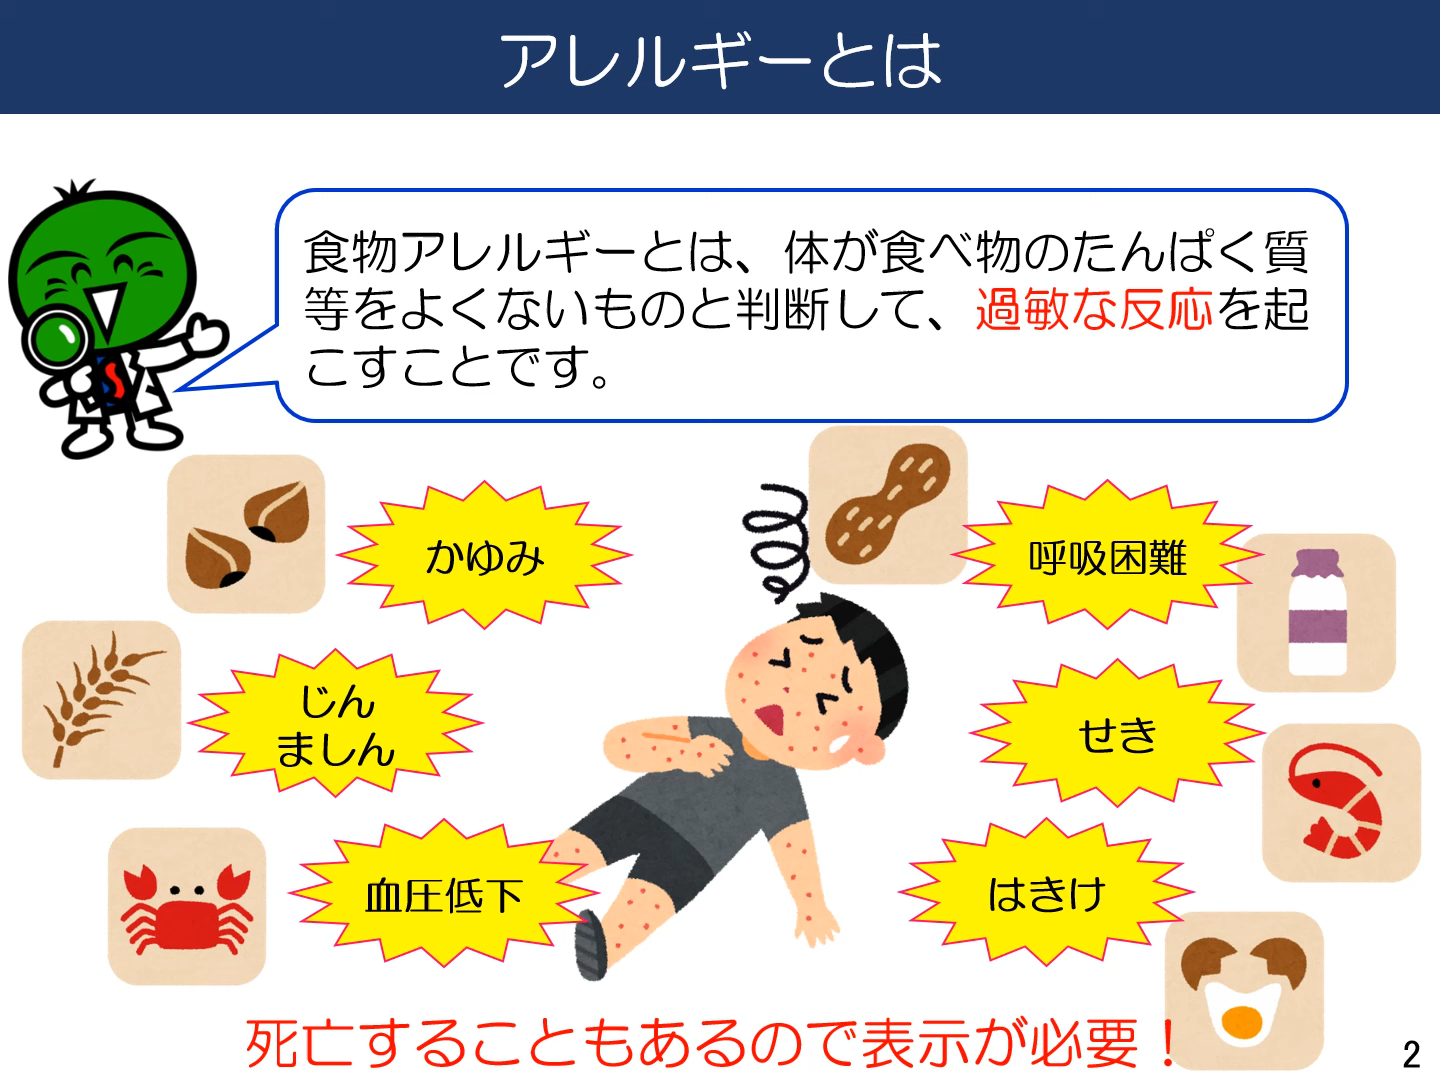 アレルギーとは
食物アレルギーとは、体が食べ物のたんぱく質
等をよくないものと判断して、過敏な反応を起
こすことです。
かゆみ
呼吸困難
じん
ましん
せき
血圧低下
はきけ
死亡することもあるので表示が必要！
2